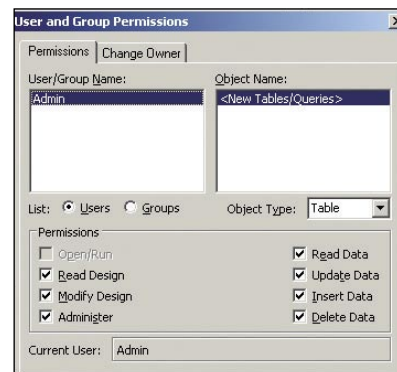 User and Group Permissions
Permissions Change Owner
User/Group Name: Object Name:
Admin <New Tables/Queries>
List: Users Groups Object Type: Table
Permissions
Open/Run Read Data
Read Design Update Data
Modify Design Insert Data
Administer Delete Data
Current User: Admin